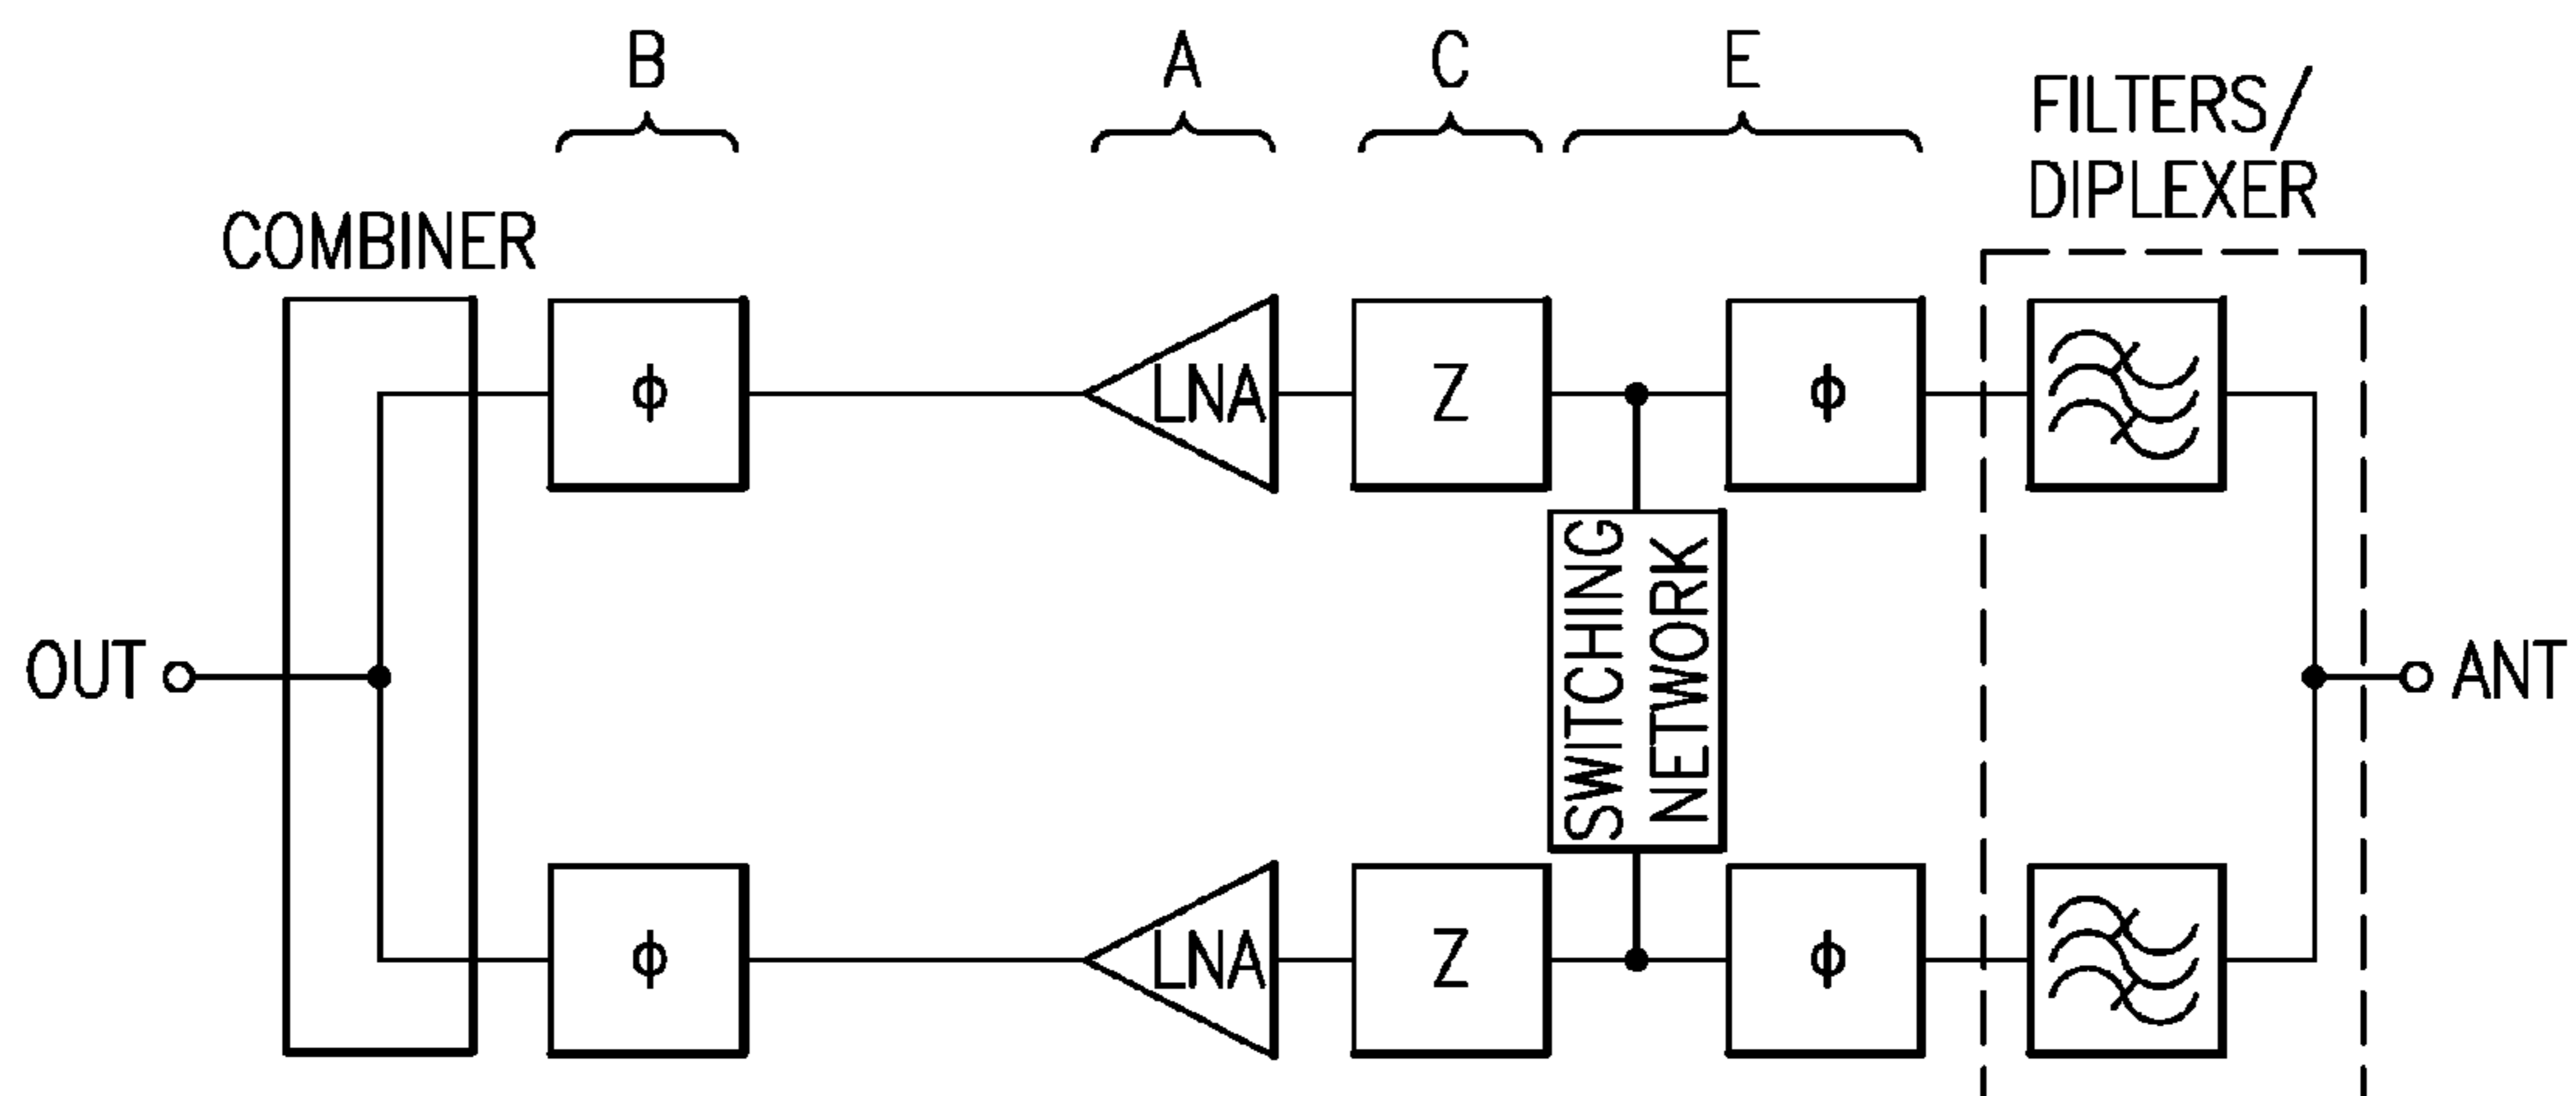 B
A
C
E
FILTERS/
DIPLEXER
COMBINER
ϕ
LNA
Z
ϕ
SWITCHING
NETWORK
OUT
ANT
ϕ
LNA
Z
ϕ